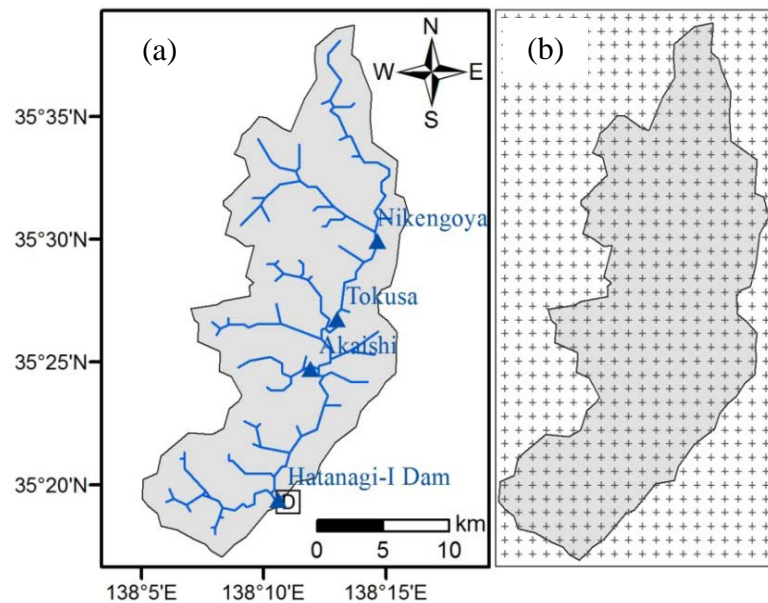 (a)
N
W E
S
(b)
35°35'N
Nikengoya
35°30'N
Tokusa
Akaishi
35°25'N
Hatanagi-I Dam
35°20'N
D
km
0 5 10
138°5'E 138°10'E 138°15'E